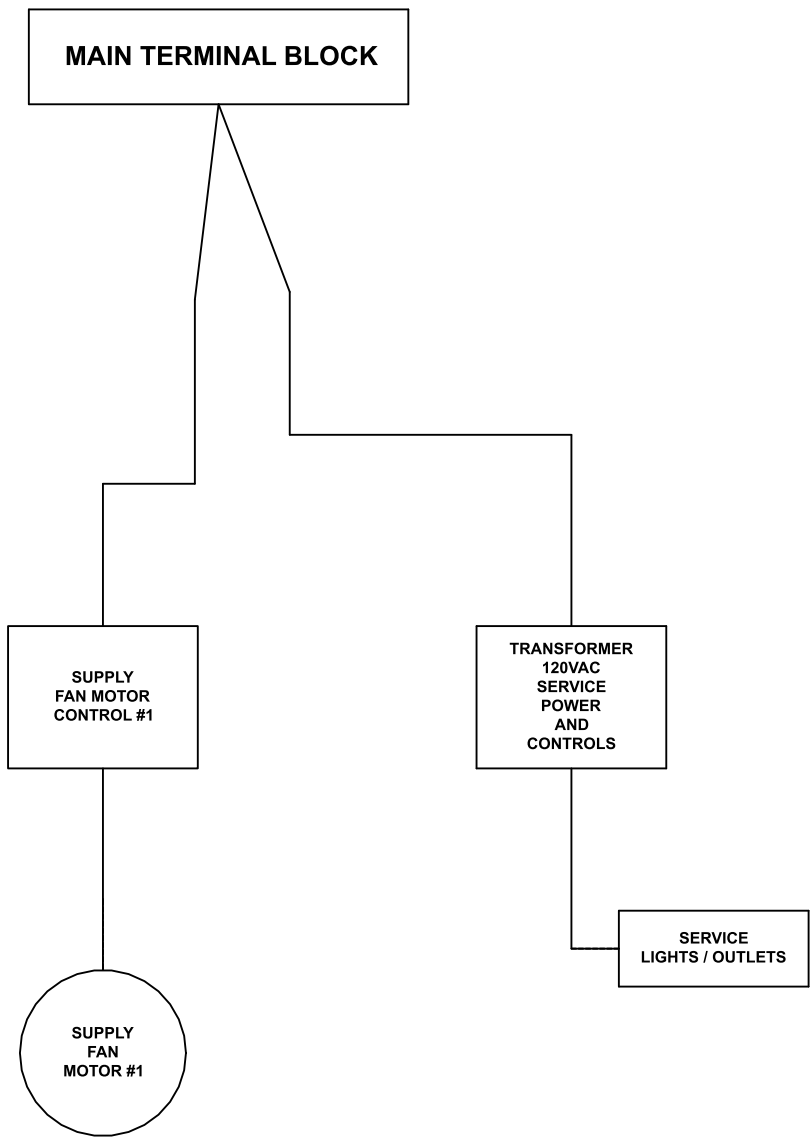 MAIN TERMINAL BLOCK
SUPPLY
FAN MOTOR
CONTROL #1
TRANSFORMER
120VAC
SERVICE
POWER
AND
CONTROLS
SERVICE
LIGHTS / OUTLETS
SUPPLY
FAN
MOTOR #1